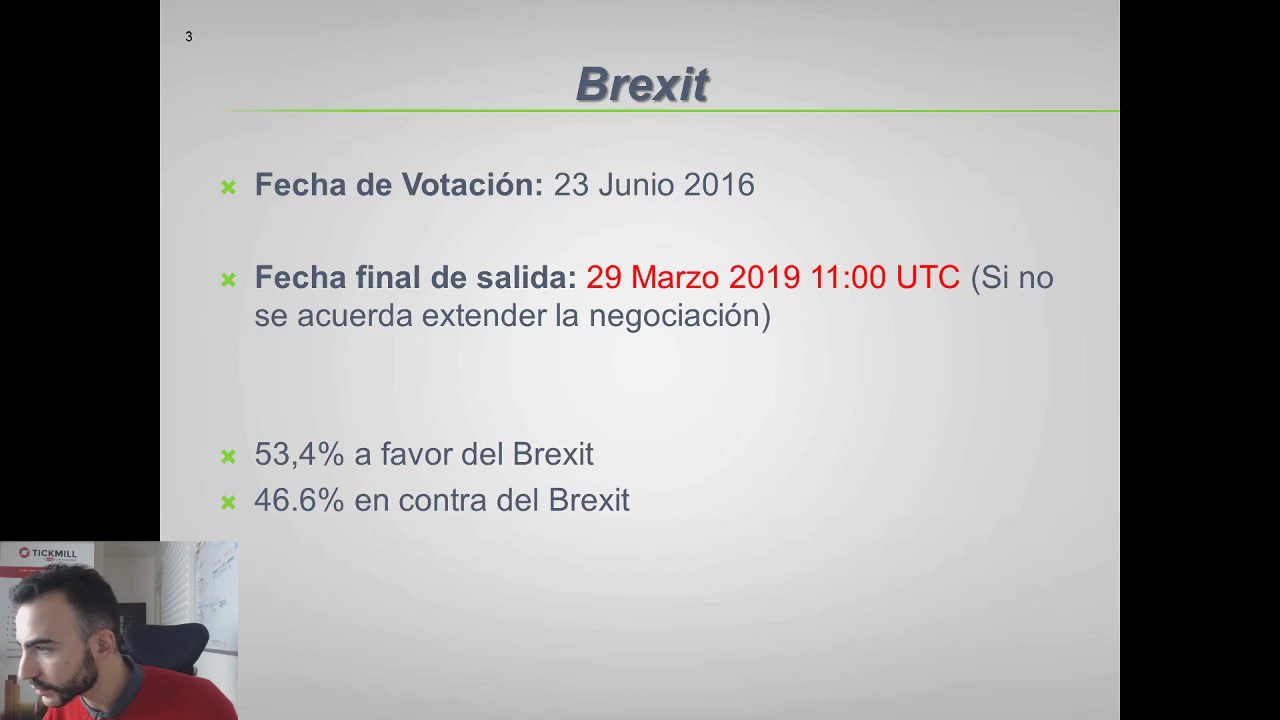 3
Brexit
Fecha de Votación: 23 Junio 2016
Fecha final de salida: 29 Marzo 2019 11:00 UTC (Si no
se acuerda extender la negociación)
53,4% a favor del Brexit
46.6% en contra del Brexit
TICKMILL